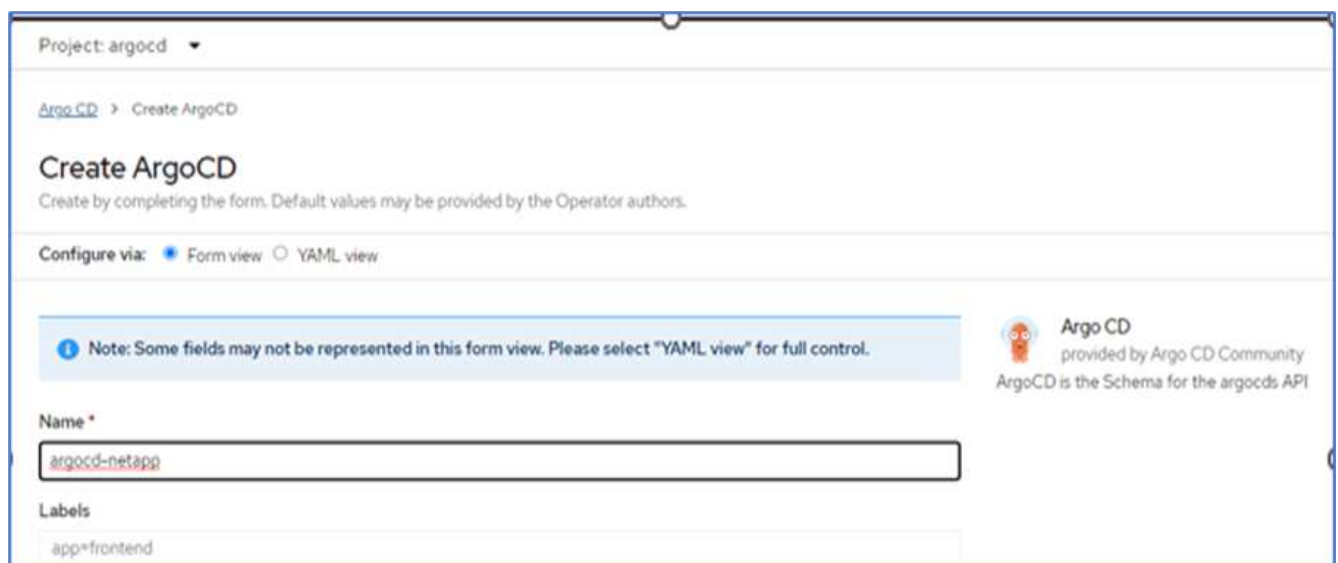 Project: argocd
Argo CD > Create ArgoCD
Create ArgoCD
Create by completing the form. Default values may be provided by the Operator authors.
Configure via: Form view YAML view
Note: Some fields may not be represented in this form view. Please select "YAML view" for full control.
Name *
argocd-netapp
Labels
app=frontend
Argo CD
provided by Argo CD Community
ArgoCD is the Schema for the argocds API